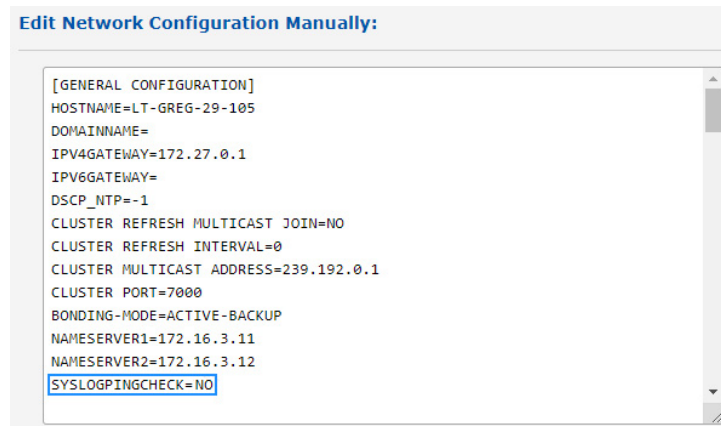 Edit Network Configuration Manually:
[GENERAL CONFIGURATION]
HOSTNAME=LT-GREG-29-105
DOMAINNAME=
IPV4GATEWAY=172.27.0.1
IPV6GATEWAY=
DSCP_NTP=-1
CLUSTER REFRESH MULTICAST JOIN=NO
CLUSTER REFRESH INTERVAL=0
CLUSTER MULTICAST ADDRESS=239.192.0.1
CLUSTER PORT=7000
BONDING-MODE=ACTIVE-BACKUP
NAMESERVER1=172.16.3.11
NAMESERVER2=172.16.3.12
SYSLOGPINGCHECK=NO